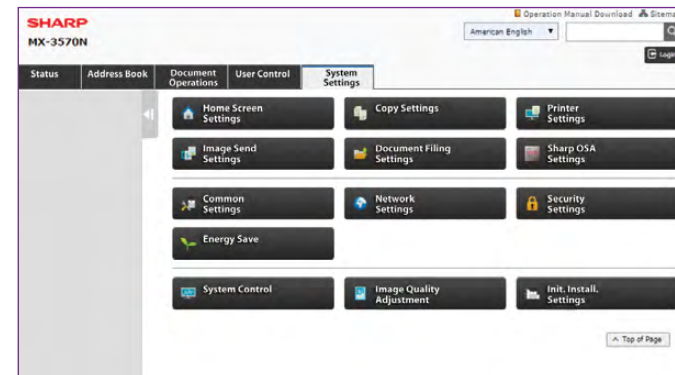 Operation Manual Download
SHARP
MX-3570N
American English ▼
Status
Address Book
Document
Operations
User Control
System
Settings
Home Screen
Settings
Copy Settings
Printer
Settings
Image Send
Settings
Document Filing
Settings
Sharp OSA
Settings
Common
Settings
Network
Settings
Security
Settings
Energy Save
System Control
Image Quality
Adjustment
Init. Install.
Settings
Top of Page